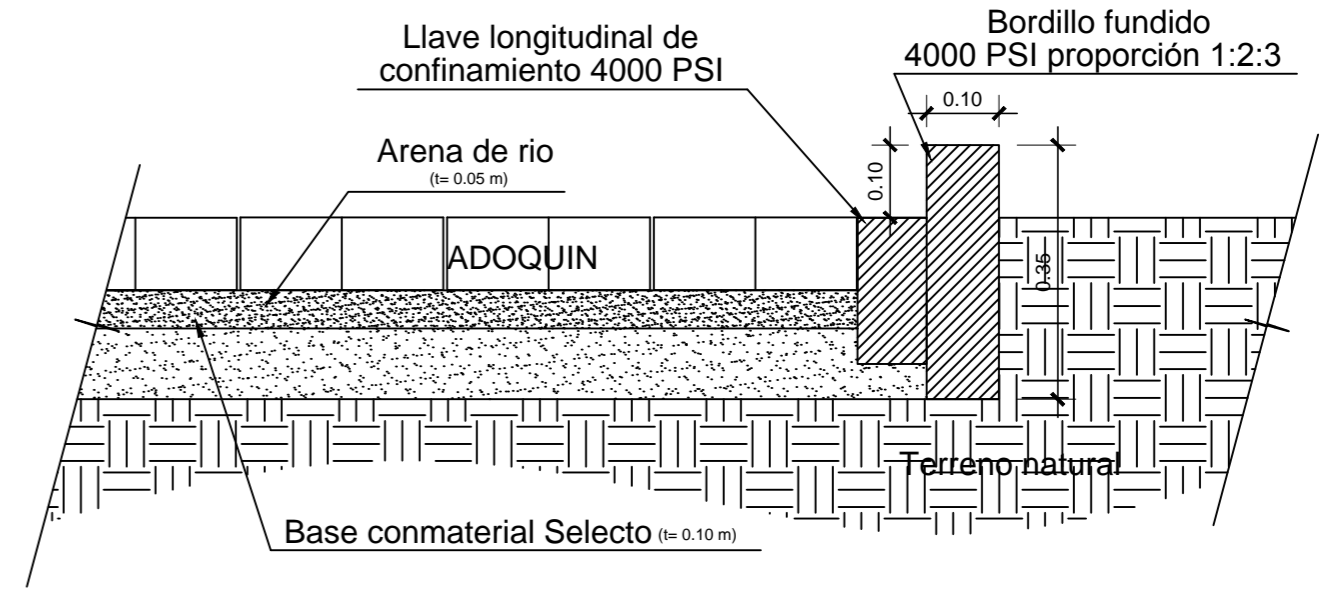 Llave longitudinal de
confinamiento 4000 PSI
Bordillo fundido
4000 PSI proporción 1:2:3
0.10
Arena de rio
(t= 0.05 m)
0.10
ADOQUIN
0.35
Terreno natural
Base conmaterial Selecto (t= 0.10 m)